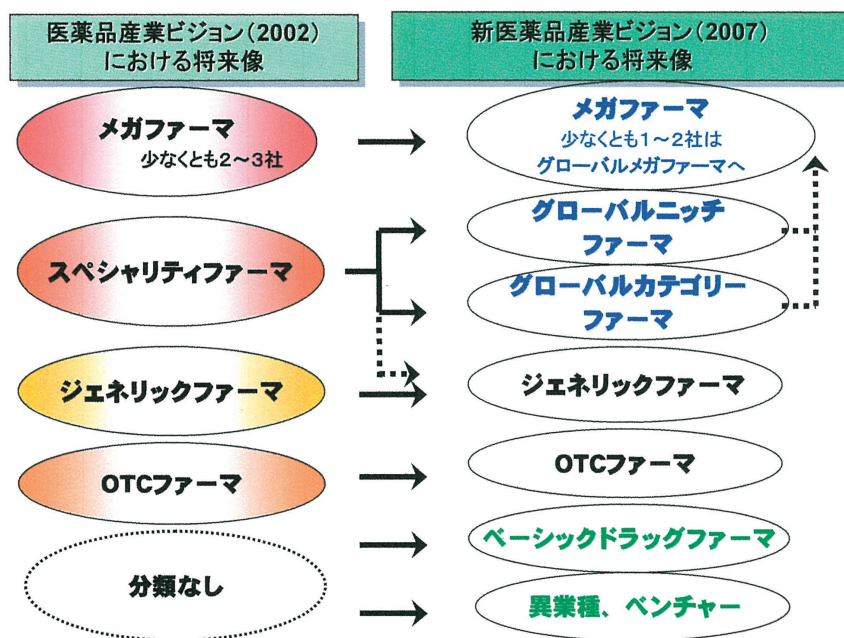 医薬品産業ビジョン(2002)
における将来像
新医薬品産業ビジョン(2007)
における将来像
メガファーマ
少なくとも2～3社
メガファーマ
少なくとも1～2社は
グローバルメガファーマへ
スペシャリティファーマ
グローバルニッチ
ファーマ
グローバルカテゴリー
ファーマ
ジェネリックファーマ
ジェネリックファーマ
OTCファーマ
OTCファーマ
分類なし
ベーシックドラッグファーマ
異業種、ベンチャー